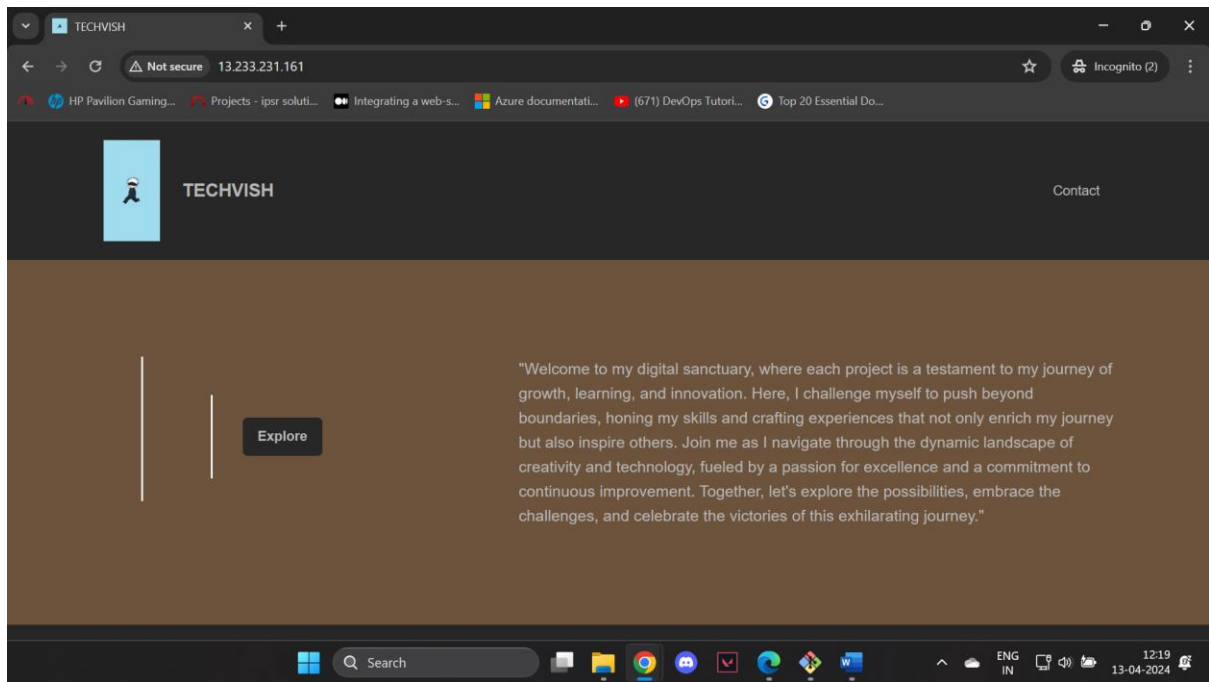 TECHVISH
Not secure 13.233.231.161
Incognito (2)
HP Pavilion Gaming... Projects - ipsr soluti... Integrating a web-s... Azure documentati... (671) DevOps Tutori... Top 20 Essential Do...
TECHVISH
Contact
"Welcome to my digital sanctuary, where each project is a testament to my journey of
growth, learning, and innovation. Here, I challenge myself to push beyond
boundaries, honing my skills and crafting experiences that not only enrich my journey
but also inspire others. Join me as I navigate through the dynamic landscape of
creativity and technology, fueled by a passion for excellence and a commitment to
continuous improvement. Together, let's explore the possibilities, embrace the
challenges, and celebrate the victories of this exhilarating journey."
Explore
Search
ENG
IN
12:19
13-04-2024